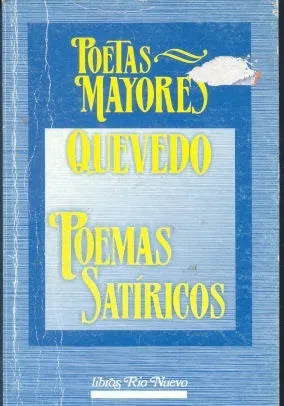 POETAS
MAYORES
QUEVEDO
POEMAS
SATÍRICOS
libros Río Nuevo